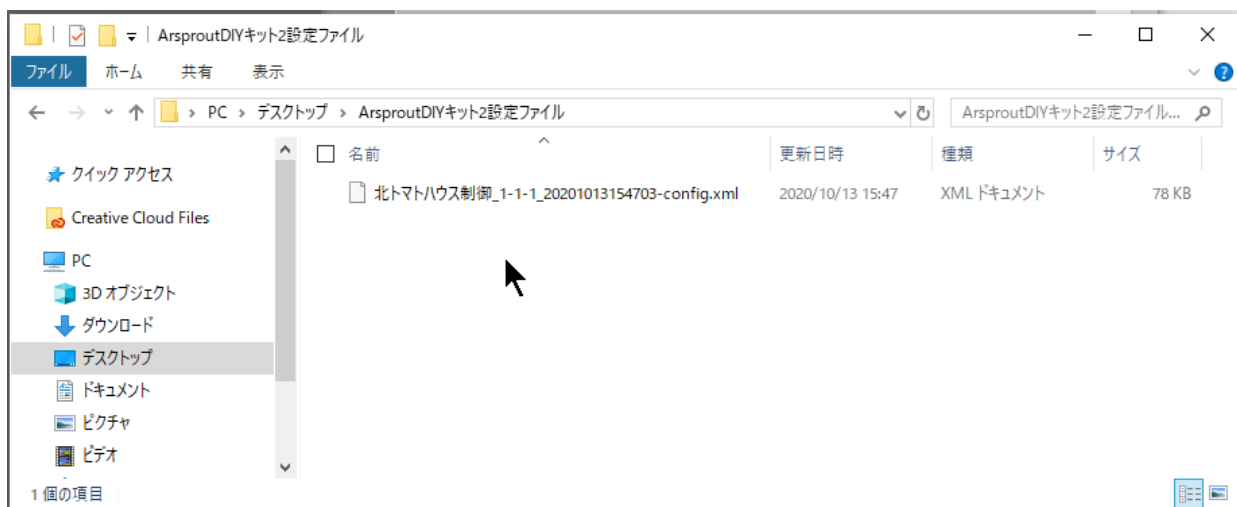 ArsproutDIYキット2設定ファイル
ファイル ホーム 共有 表示
PC デスクトップ ArsproutDIYキット2設定ファイル ArsproutDIYキット2設定ファイル...
名前 更新日時 種類 サイズ
クイック アクセス
北トマトハウス制御_1-1-1_20201013154703-config.xml 2020/10/13 15:47 XML ドキュメント 78 KB
Creative Cloud Files
PC
3D オブジェクト
ダウンロード
デスクトップ
ドキュメント
ピクチャ
ビデオ
1 個の項目